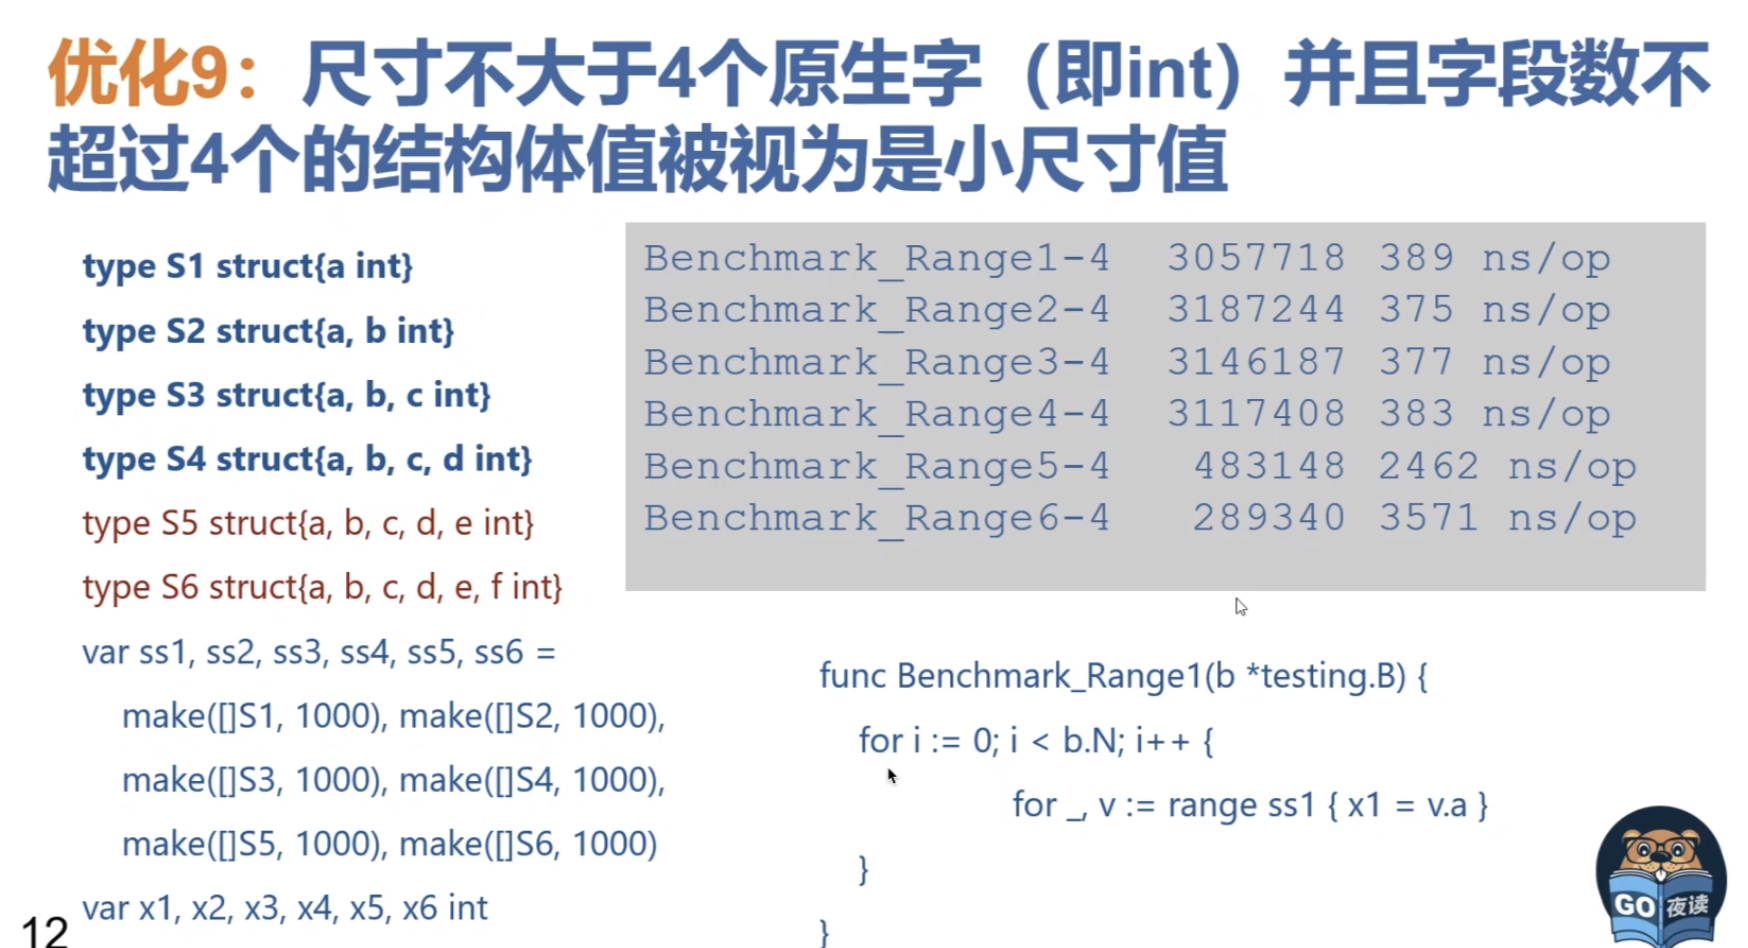 优化9：尺寸不大于4个原生字（即int）并且字段数不
超过4个的结构体值被视为是小尺寸值
type S1 struct{a int}
type S2 struct{a, b int}
type S3 struct{a, b, c int}
type S4 struct{a, b, c, d int}
type S5 struct{a, b, c, d, e int}
type S6 struct{a, b, c, d, e, f int}
var ss1, ss2, ss3, ss4, ss5, ss6 =
make([]S1, 1000), make([]S2, 1000),
make([]S3, 1000), make([]S4, 1000),
make([]S5, 1000), make([]S6, 1000)
var x1, x2, x3, x4, x5, x6 int
Benchmark_Range1-4 3057718 389 ns/op
Benchmark_Range2-4 3187244 375 ns/op
Benchmark_Range3-4 3146187 377 ns/op
Benchmark_Range4-4 3117408 383 ns/op
Benchmark_Range5-4 483148 2462 ns/op
Benchmark_Range6-4 289340 3571 ns/op
func Benchmark_Range1(b *testing.B) {
for i := 0; i < b.N; i++ {
for _, v := range ss1 { x1 = v.a }
}
}
GO 夜读
12